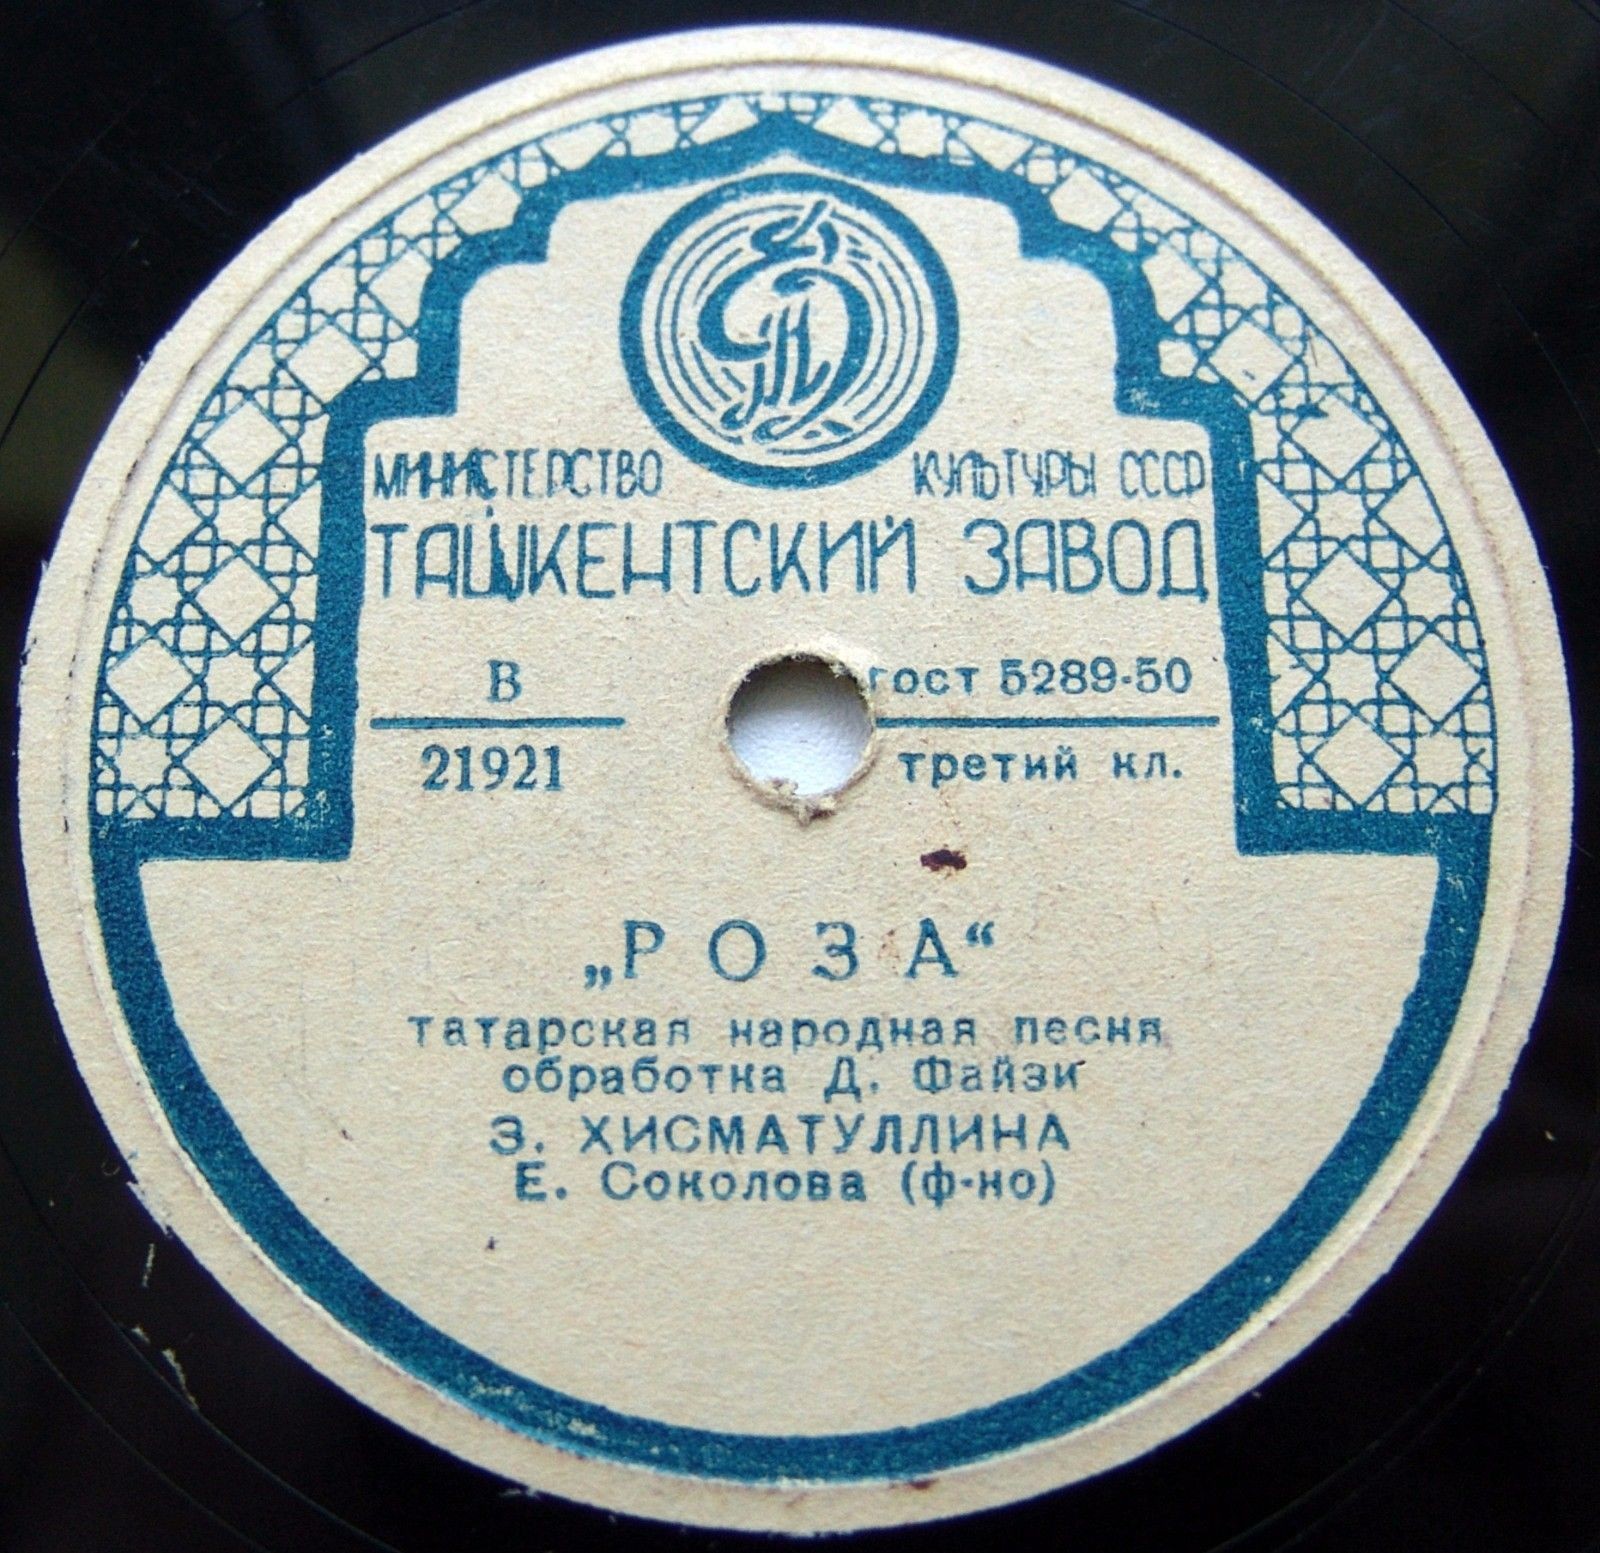 МИНИСТЕРСТВО КУЛЬТУРЫ СССР
ТАШКЕНТСКИЙ ЗАВОД
В гост 5289-50
21921 третий кл.
„РОЗА“
татарская народная песня
обработка Д. Файзи
З. ХИСМАТУЛЛИНА
Е. Соколова (ф-но)